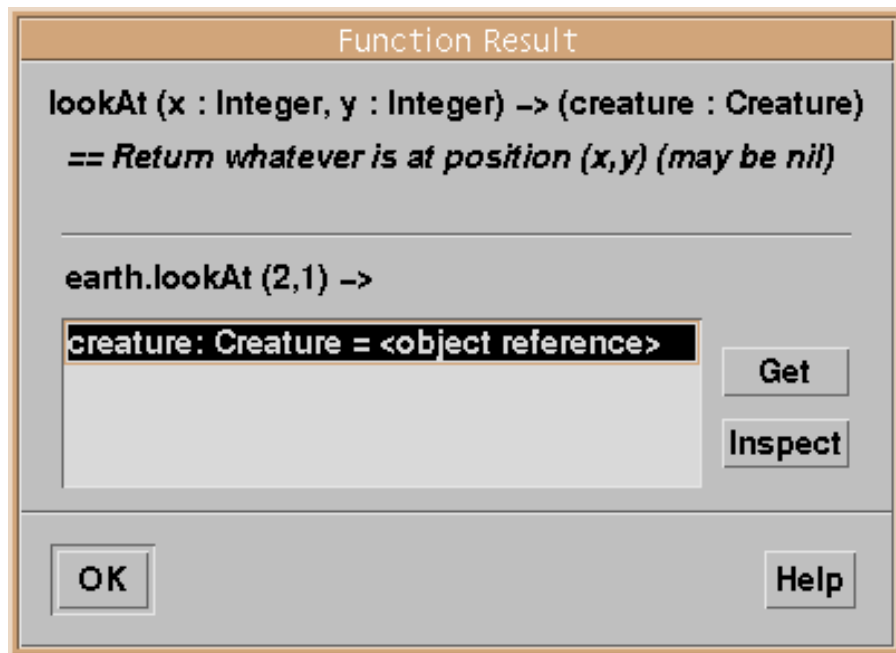 Function Result
lookAt (x : Integer, y : Integer) –> (creature : Creature)
== Return whatever is at position (x,y) (may be nil)
earth.lookAt (2,1) –>
creature: Creature = <object reference>
Get
Inspect
OK
Help